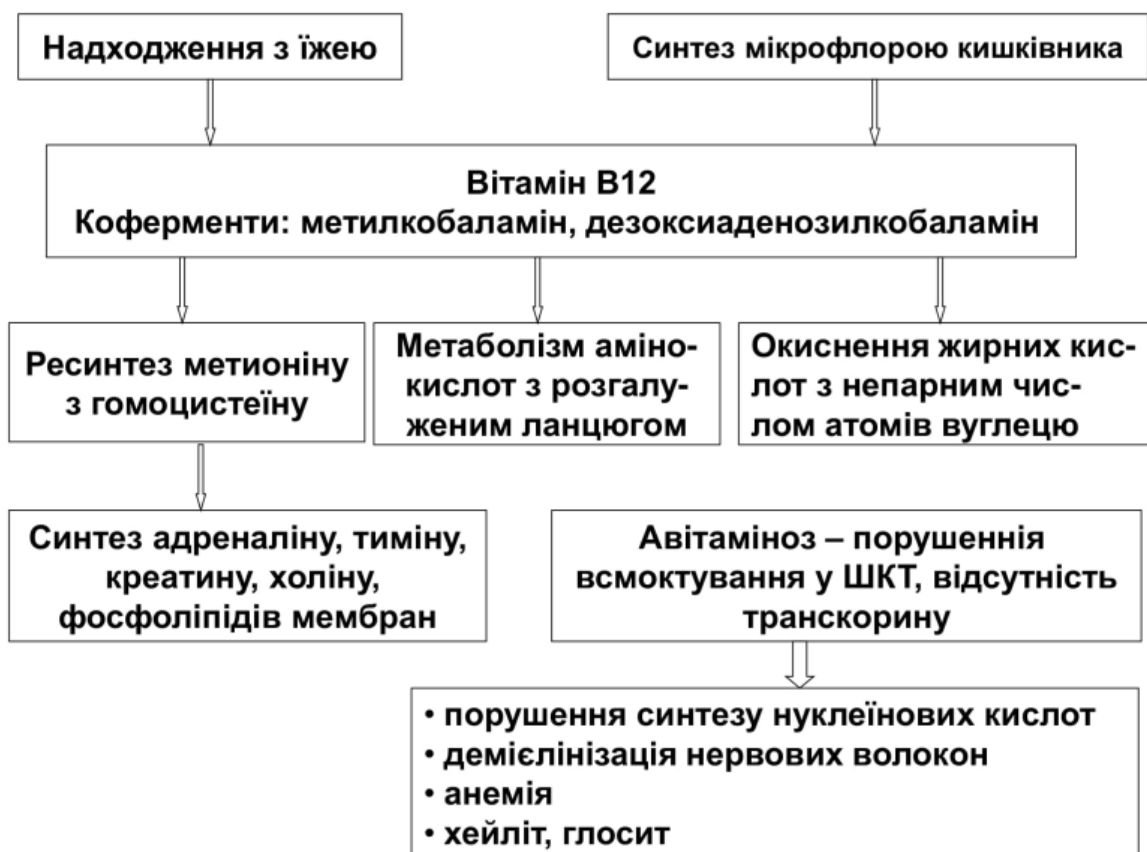 Надходження з їжею
Синтез мікрофлорою кишківника
Вітамін В12
Коферменти: метилкобаламін, дезоксиаденозилкобаламін
Ресинтез метионіну
з гомоцистеїну
Метаболізм аміно-
кислот з розгалу-
женим ланцюгом
Окиснення жирних кис-
лот з непарним чис-
лом атомів вуглецю
Синтез адреналіну, тиміну,
креатину, холіну,
фосфоліпідів мембран
Авітаміноз – порушеннія
всмоктування у ШКТ, відсутність
транскорину
• порушення синтезу нуклеїнових кислот
• демієлінізація нервових волокон
• анемія
• хейліт, глосит